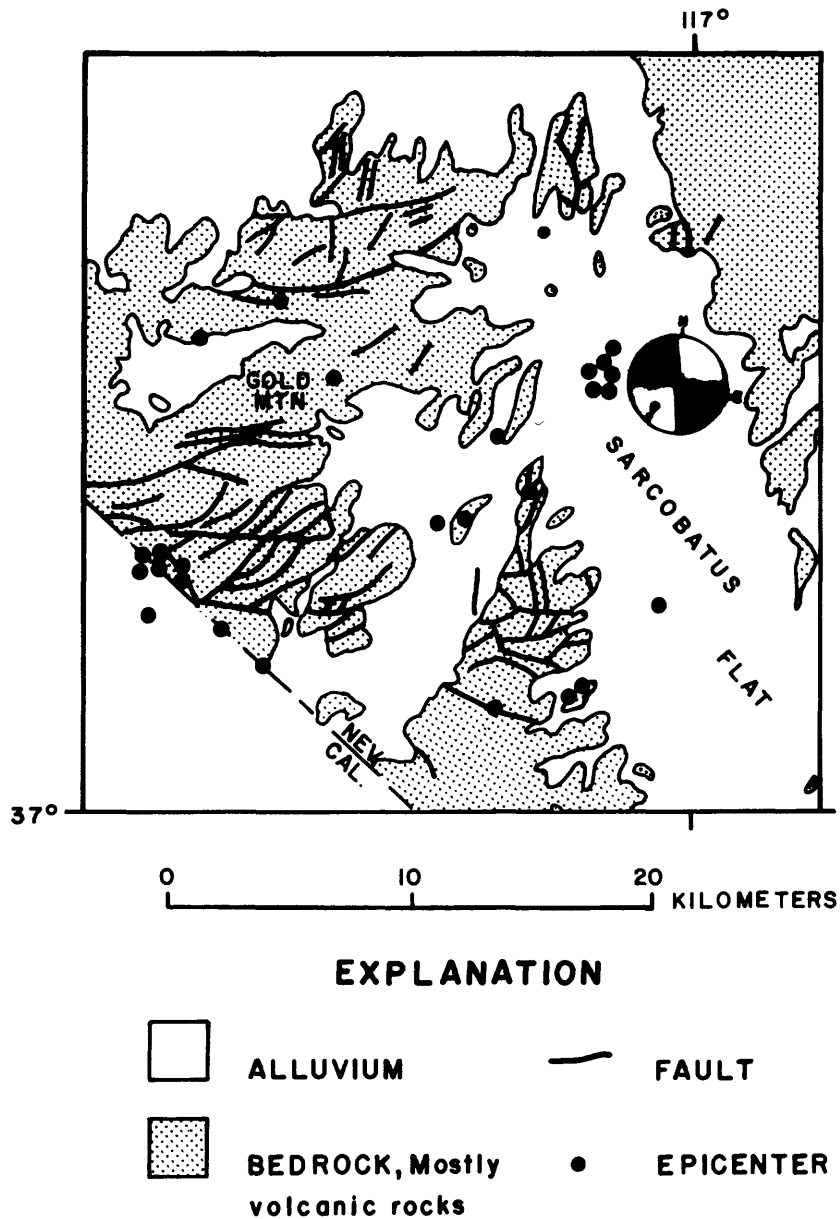 117°
N
GOLD
MTN
SARCOBATUS
FLAT
NEV.
CAL.
37°
0 10 20 KILOMETERS
EXPLANATION
ALLUVIUM
FAULT
BEDROCK, Mostly
volcanic rocks
EPICENTER